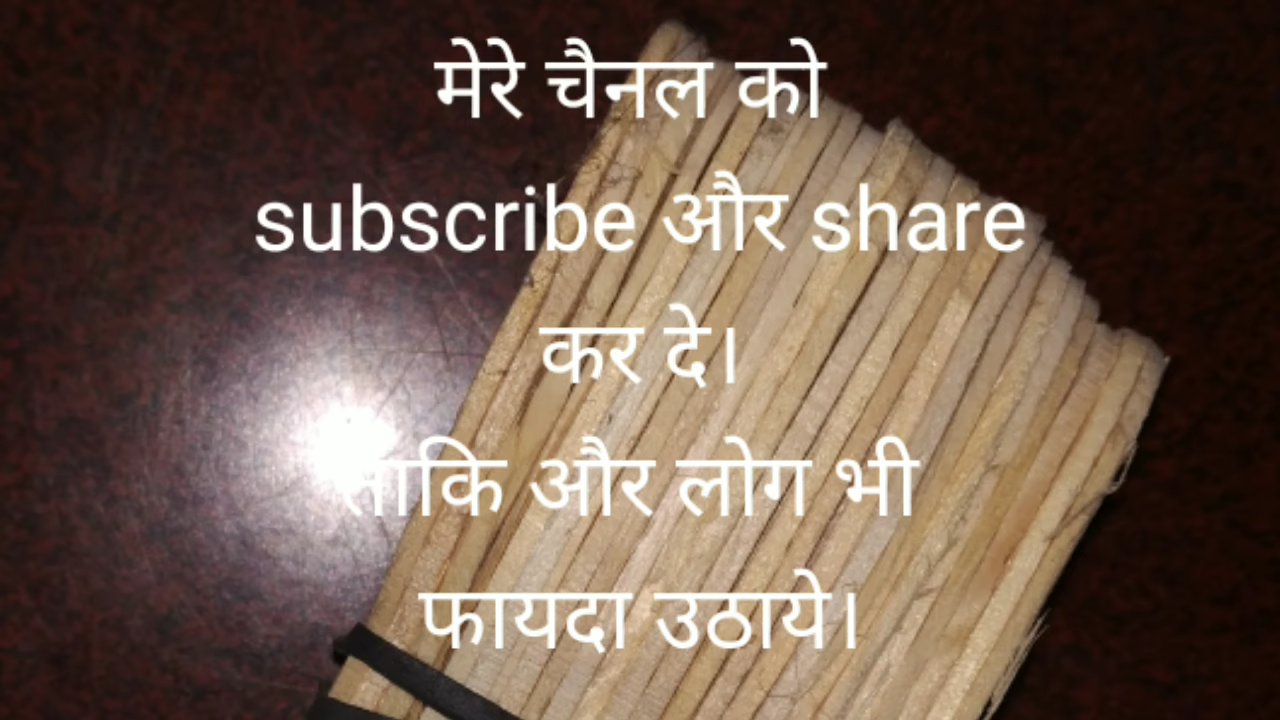 मेरे चैनल को
subscribe और share
कर दे।
ताकि और लोग भी
फायदा उठाये।